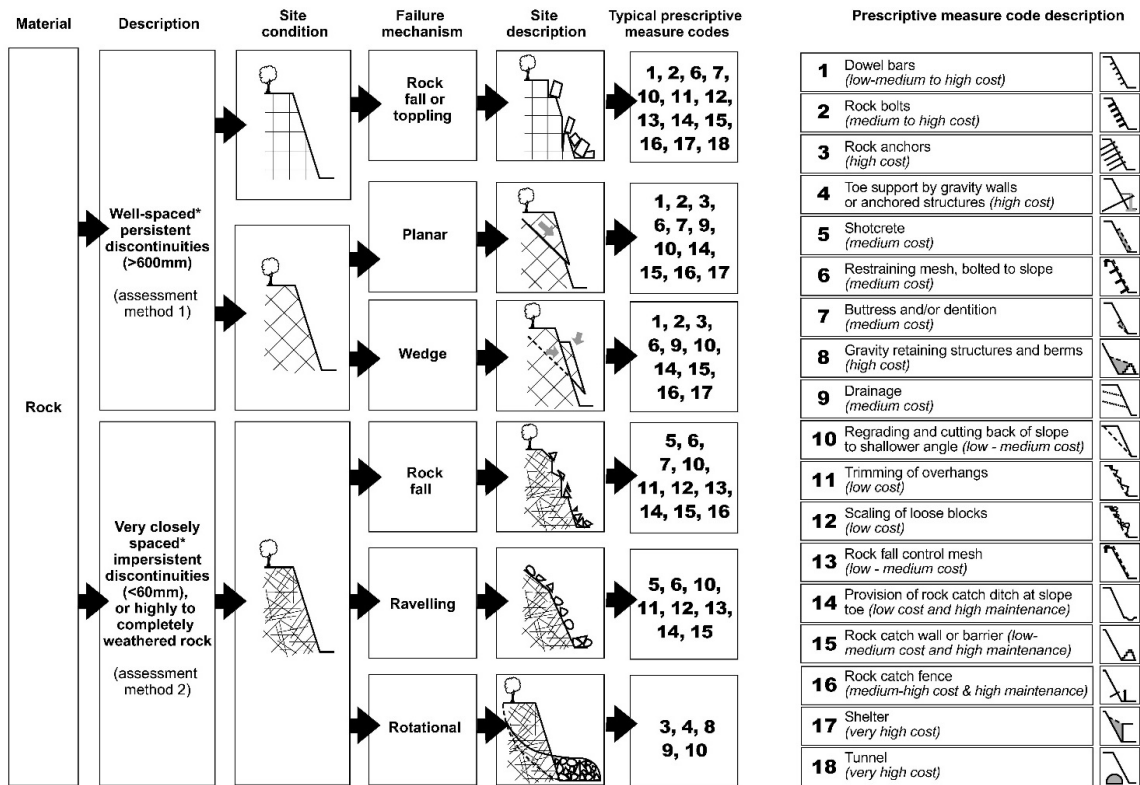 Material
Description
Site
condition
Failure
mechanism
Site
description
Typical prescriptive
measure codes
Rock
Well-spaced*
persistent
discontinuities
(>600mm)
(assessment
method 1)
Rock
fall or
toppling
1, 2, 6, 7,
10, 11, 12,
13, 14, 15,
16, 17, 18
Planar
1, 2, 3,
6, 7, 9,
10, 14,
15, 16, 17
Wedge
1, 2, 3,
6, 9, 10,
14, 15,
16, 17
Very closely
spaced*
impersistent
discontinuities
(<60mm),
or highly to
completely
weathered rock
(assessment
method 2)
Rock
fall
5, 6,
7, 10,
11, 12, 13,
14, 15, 16
Ravelling
5, 6, 10,
11, 12, 13,
14, 15
Rotational
3, 4, 8
9, 10
Prescriptive measure code description
1 Dowel bars
(low-medium to high cost)
2 Rock bolts
(medium to high cost)
3 Rock anchors
(high cost)
4 Toe support by gravity walls
or anchored structures (high cost)
5 Shotcrete
(medium cost)
6 Restraining mesh, bolted to slope
(medium cost)
7 Buttress and/or dentition
(medium cost)
8 Gravity retaining structures and berms
(high cost)
9 Drainage
(medium cost)
10 Regrading and cutting back of slope
to shallower angle (low - medium cost)
11 Trimming of overhangs
(low cost)
12 Scaling of loose blocks
(low cost)
13 Rock fall control mesh
(low - medium cost)
14 Provision of rock catch ditch at slope
toe (low cost and high maintenance)
15 Rock catch wall or barrier (low-
medium cost and high maintenance)
16 Rock catch fence
(medium-high cost & high maintenance)
17 Shelter
(very high cost)
18 Tunnel
(very high cost)